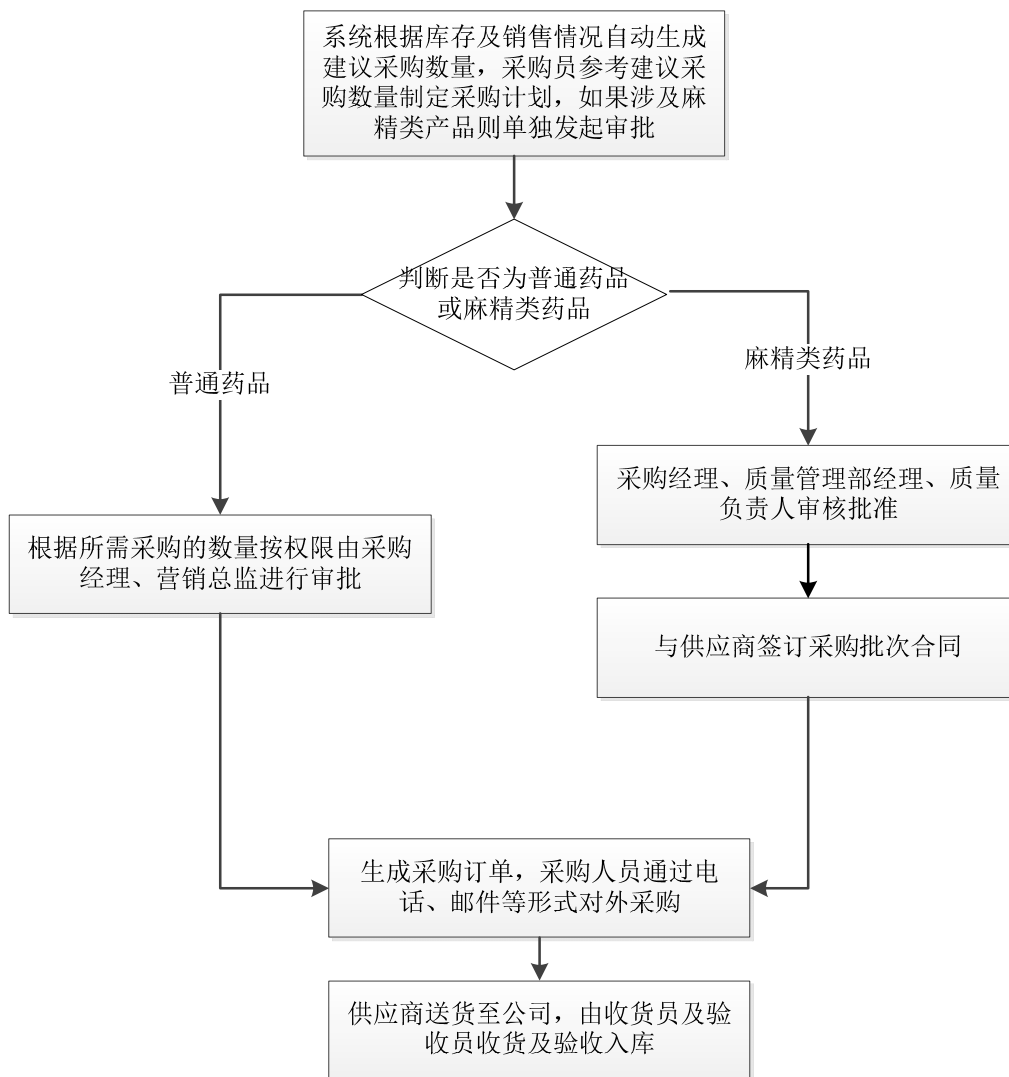 系统根据库存及销售情况自动生成
建议采购数量，采购员参考建议采
购数量制定采购计划，如果涉及麻
精类产品则单独发起审批
判断是否为普通药品
或麻精类药品
麻精类药品
普通药品
采购经理、质量管理部经理、质量
负责人审核批准
根据所需采购的数量按权限由采购
经理、营销总监进行审批
与供应商签订采购批次合同
生成采购订单，采购人员通过电
话、邮件等形式对外采购
供应商送货至公司，由收货员及验
收员收货及验收入库